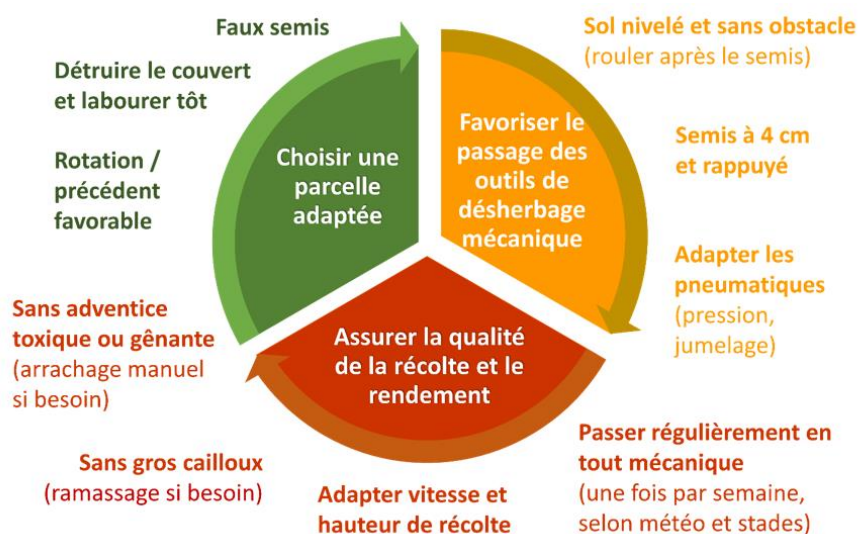 Faux semis
Détruire le couvert
et labourer tôt
Rotation /
précédent
favorable
Choisir une
parcelle
adaptée
Sol nivelé et sans obstacle
(rouler après le semis)
Semis à 4 cm
et rappuyé
Adapter les
pneumatiques
(pression,
jumelage)
Favoriser le
passage des
outils de
désherbage
mécanique
Assurer la qualité
de la récolte et le
rendement
Passer régulièrement en
tout mécanique
(une fois par semaine,
selon météo et stades)
Adapter vitesse et
hauteur de récolte
Sans gros cailloux
(ramassage si besoin)
Sans adventice
toxique ou gênante
(arrachage manuel
si besoin)